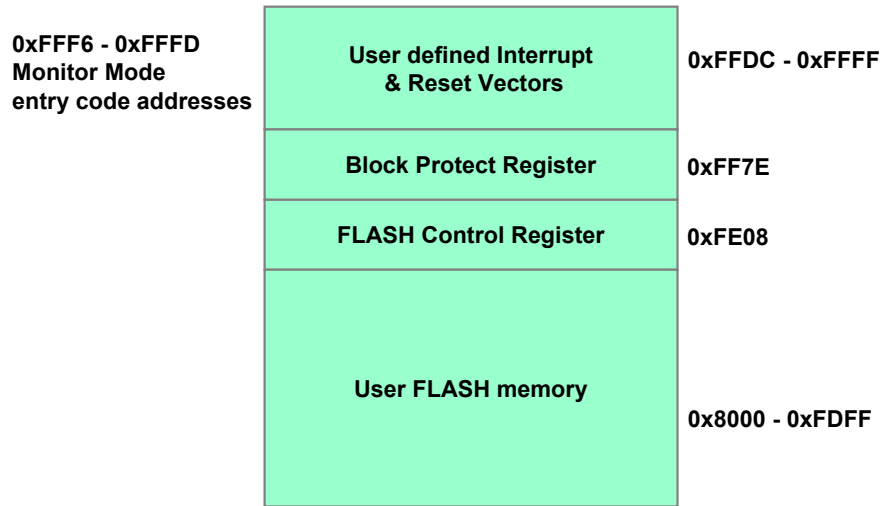 0xFFF6 - 0xFFFD
Monitor Mode
entry code addresses
User defined Interrupt
& Reset Vectors
0xFFDC - 0xFFFF
Block Protect Register
0xFF7E
FLASH Control Register
0xFE08
User FLASH memory
0x8000 - 0xFDFF